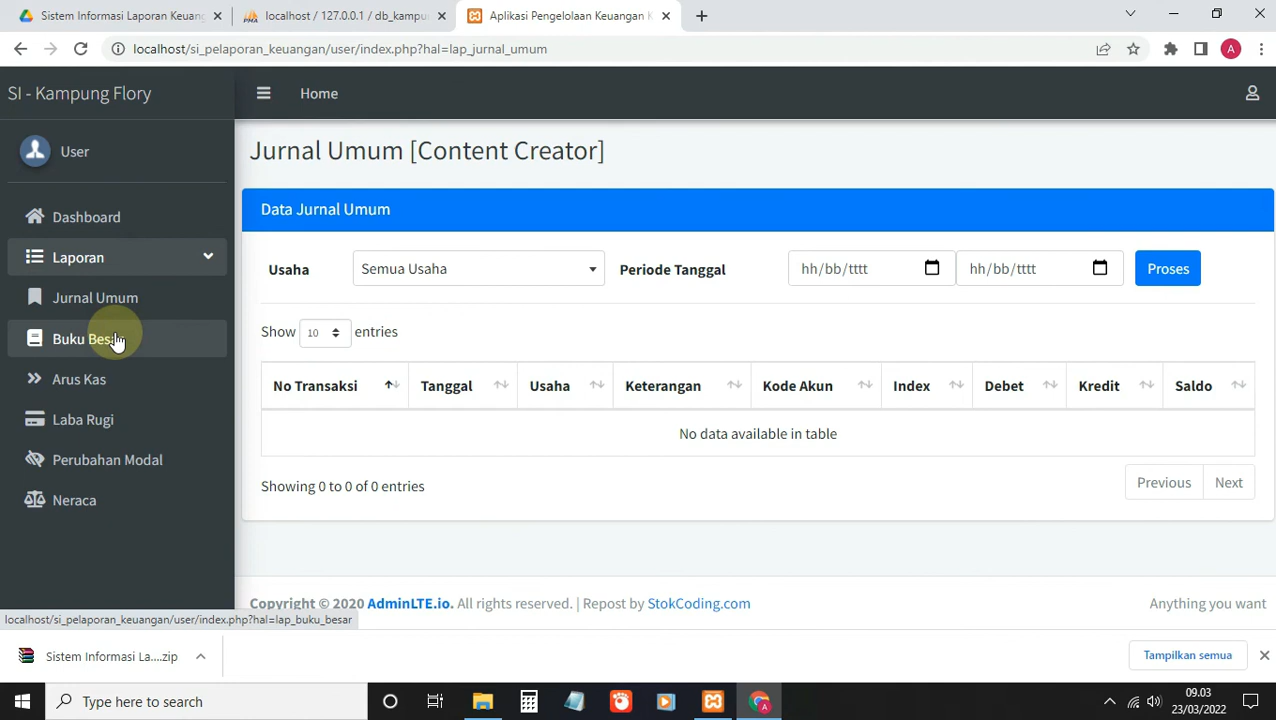 Sistem Informasi Laporan Keuang
localhost / 127.0.0.1 / db_kampu
Aplikasi Pengelolaan Keuangan K
localhost/si_pelaporan_keuangan/user/index.php?hal=lap_jurnal_umum
A
SI - Kampung Flory
Home
User
Jurnal Umum [Content Creator]
Dashboard
Data Jurnal Umum
Laporan
Usaha
Semua Usaha
Periode Tanggal
hh/bb/tttt
hh/bb/tttt
Proses
Jurnal Umum
Show 10 entries
Buku Besar
Arus Kas
No Transaksi Tanggal Usaha Keterangan Kode Akun Index Debet Kredit Saldo
Laba Rugi
No data available in table
Perubahan Modal
Showing 0 to 0 of 0 entries
Previous Next
Neraca
Copyright © 2020 AdminLTE.io. All rights reserved. | Repost by StokCoding.com
Anything you want
localhost/si_pelaporan_keuangan/user/index.php?hal=lap_buku_besar
Sistem Informasi La....zip
Tampilkan semua
Type here to search
A
09.03
23/03/2022